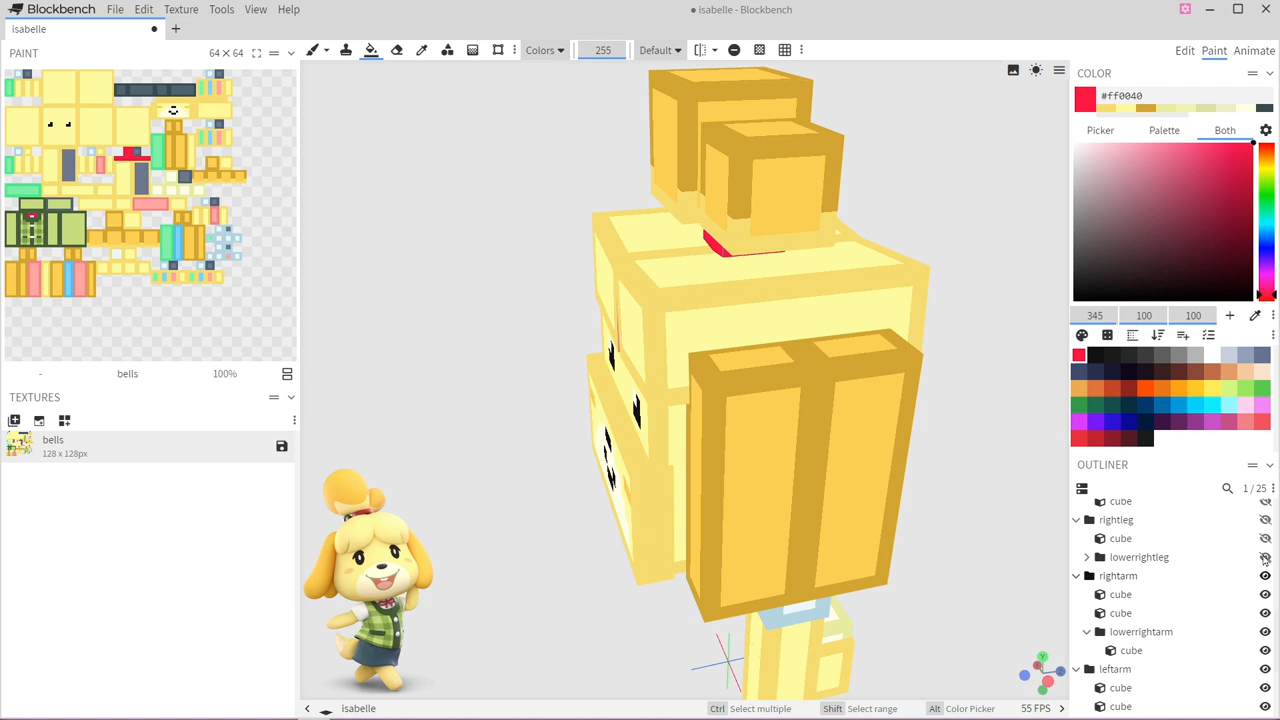 Blockbench File Edit Texture Tools View Help
isabelle - Blockbench
isabelle
PAINT 64 × 64
Colors 255 Default
Edit Paint Animate
COLOR
#ff0040
Picker Palette Both
345 100 100
- bells 100%
TEXTURES
bells
128 x 128px
OUTLINER
1 / 25
cube
rightleg
cube
lowerrightleg
rightarm
cube
cube
lowerrightarm
cube
leftarm
cube
cube
isabelle
Ctrl Select multiple Shift Select range Alt Color Picker 55 FPS